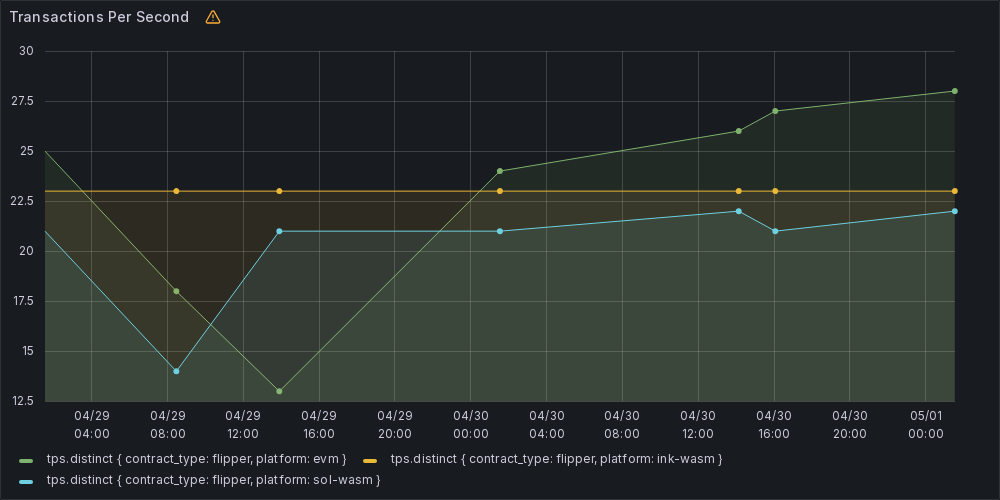 Transactions Per Second
30
27.5
25
22.5
20
17.5
15
12.5
04/29 04/29 04/29 04/29 04/29 04/30 04/30 04/30 04/30 04/30 04/30 05/01
04:00 08:00 12:00 16:00 20:00 00:00 04:00 08:00 12:00 16:00 20:00 00:00
tps.distinct { contract_type: flipper, platform: evm } tps.distinct { contract_type: flipper, platform: ink-wasm }
tps.distinct { contract_type: flipper, platform: sol-wasm }